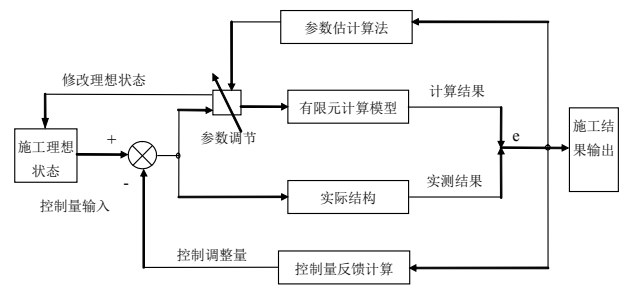 参数估计算法
修改理想状态
计算结果
有限元计算模型
参数调节
e
施工结
果输出
+
施工理想
状态
-
实测结果
实际结构
控制量输入
控制调整量
控制量反馈计算